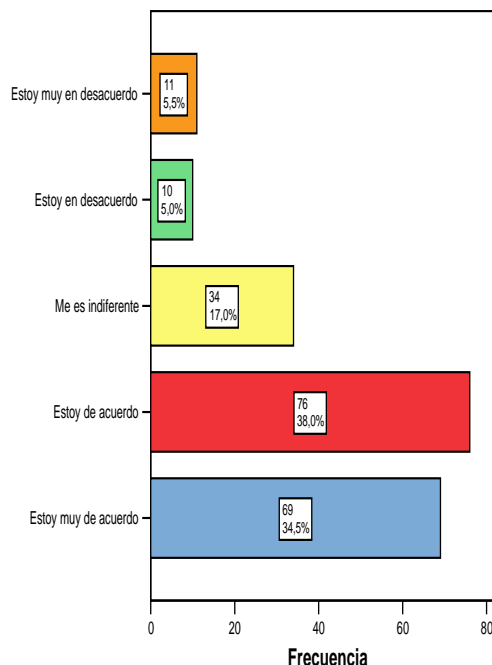 Estoy muy en desacuerdo
11
5,5%
Estoy en desacuerdo
10
5,0%
Me es indiferente
34
17,0%
Estoy de acuerdo
76
38,0%
Estoy muy de acuerdo
69
34,5%
0 20 40 60 80
Frecuencia